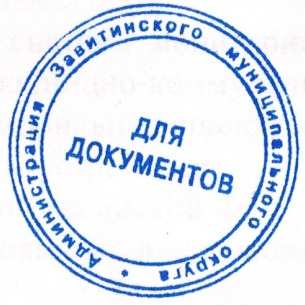 Администрация Завитинского муниципального округа *
ДЛЯ
ДОКУМЕНТОВ